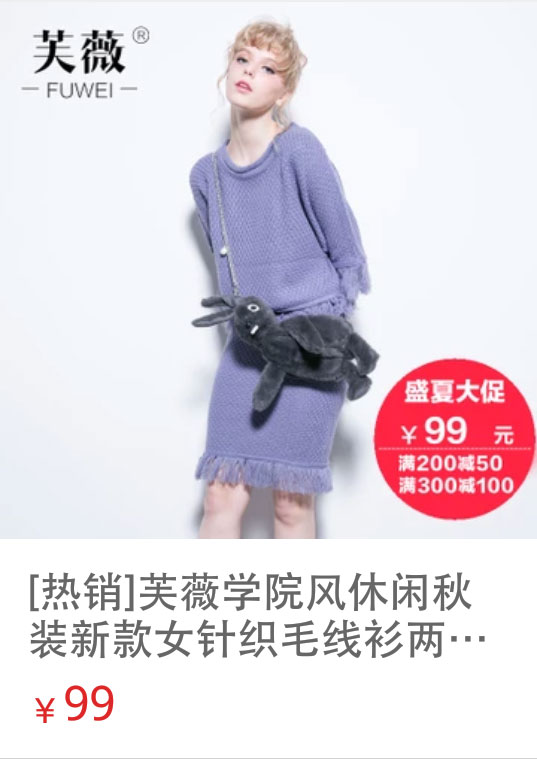 芙薇®
FUWEI
盛夏大促
￥99 元
满200减50
满300减100
[热销]芙薇学院风休闲秋
装新款女针织毛线衫两…
￥99